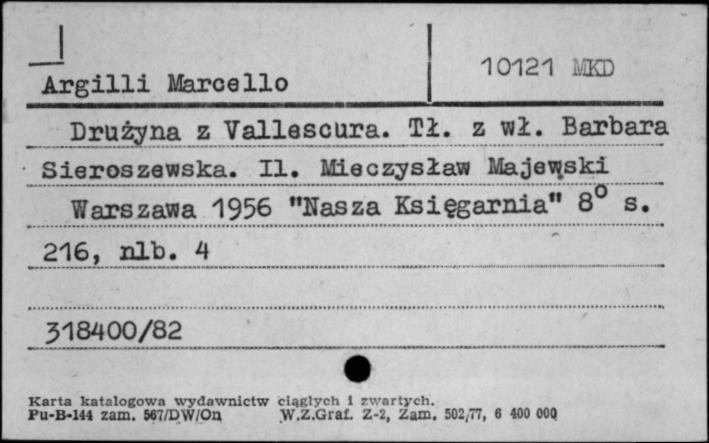 10121 MKD
Argilli Marcello
Drużyna z Vallescura. Tł. z wł. Barbara
Sieroszewska. Il. Mieczysław Majewski
Warszawa 1956 "Nasza Księgarnia" 8° s.
216, nlb. 4
318400/82
Karta katalogowa wydawnictw ciągłych i zwartych.
Pu-B-144 zam. 567/DW/On W.Z.Graf. Z-2, Zam. 502/77, 6 400 000